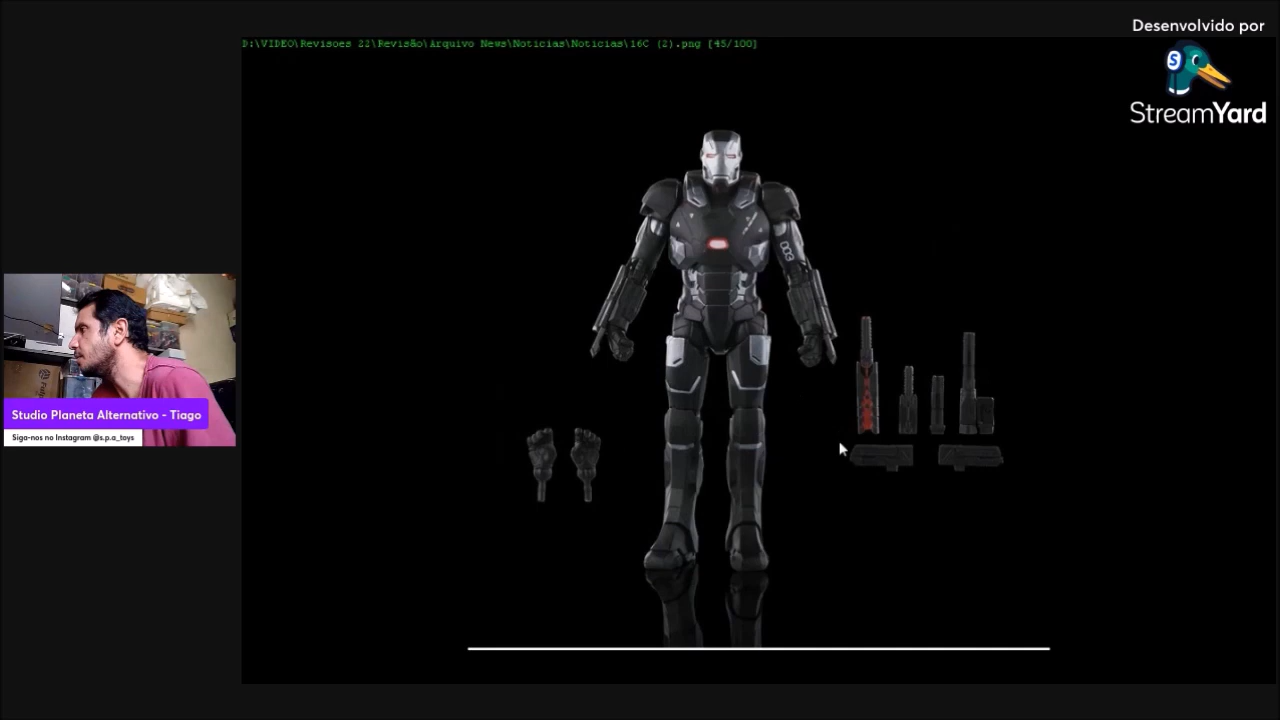 Desenvolvido por
D:\VIDEO\Revisoes 22\Revisão\Arquivo News\Noticias\Noticias\16C (2).png [45/100]
S
StreamYard
003
Studio Planeta Alternativo - Tiago
Siga-nos no Instagram @s.p.a_toys